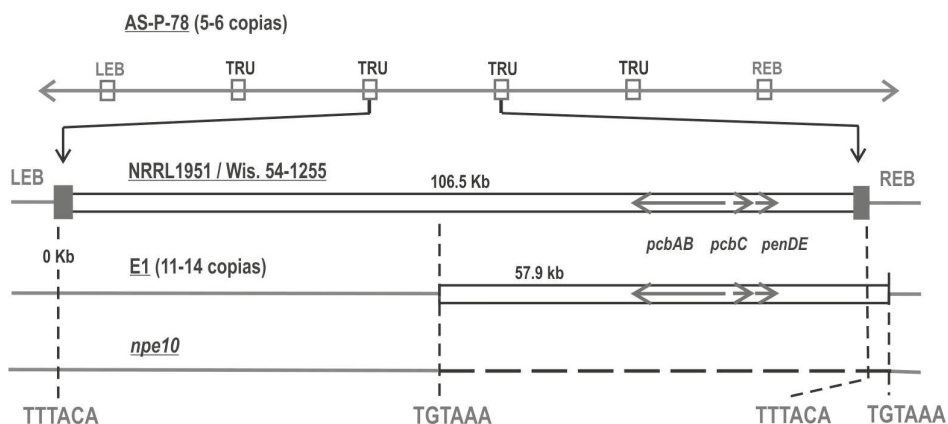 AS-P-78 (5-6 copias)
LEB TRU TRU TRU TRU REB
NRRL1951 / Wis. 54-1255
LEB 106.5 Kb REB
pcbAB pcbC penDE
0 Kb
E1 (11-14 copias) 57.9 kb
npe10
TTTACA TGTAAA TTTACA TGTAAA